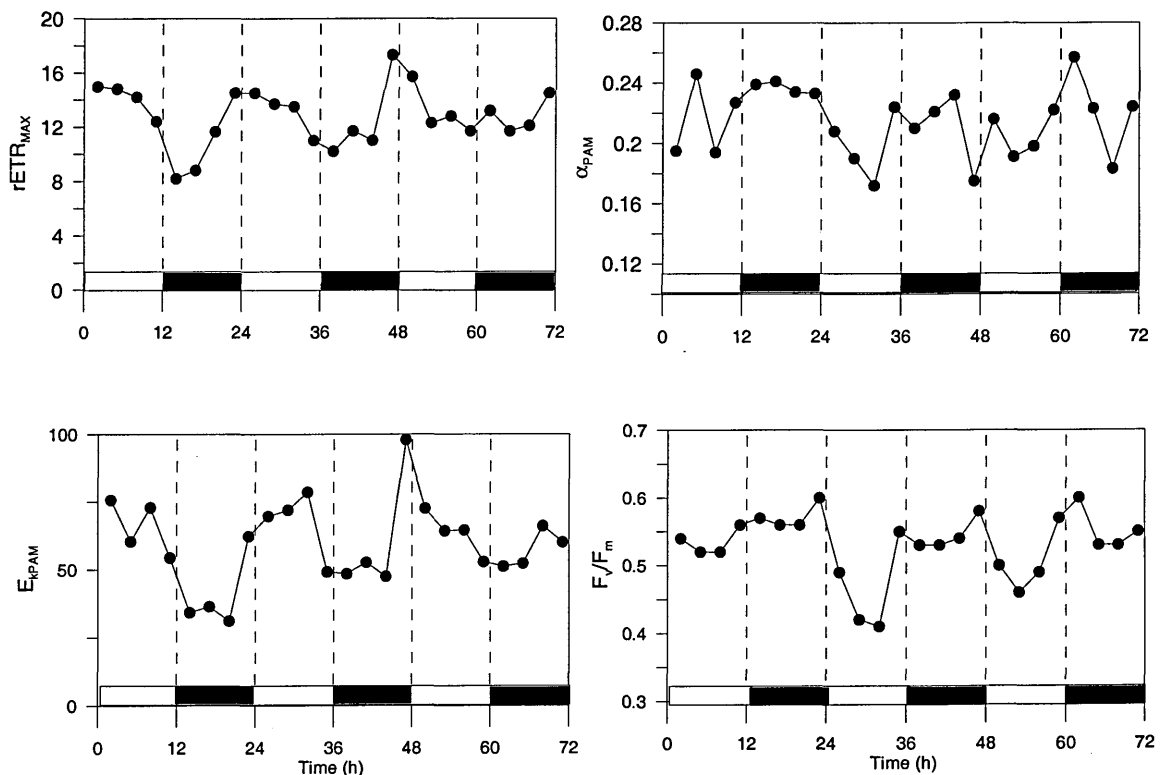 20
16
12
8
4
0
rETR_MAX
0 12 24 36 48 60 72
0.28
0.24
0.2
0.16
0.12
α_PAM
0 12 24 36 48 60 72
100
50
0
E_kPAM
0 12 24 36 48 60 72
Time (h)
0.7
0.6
0.5
0.4
0.3
F_v/F_m
0 12 24 36 48 60 72
Time (h)